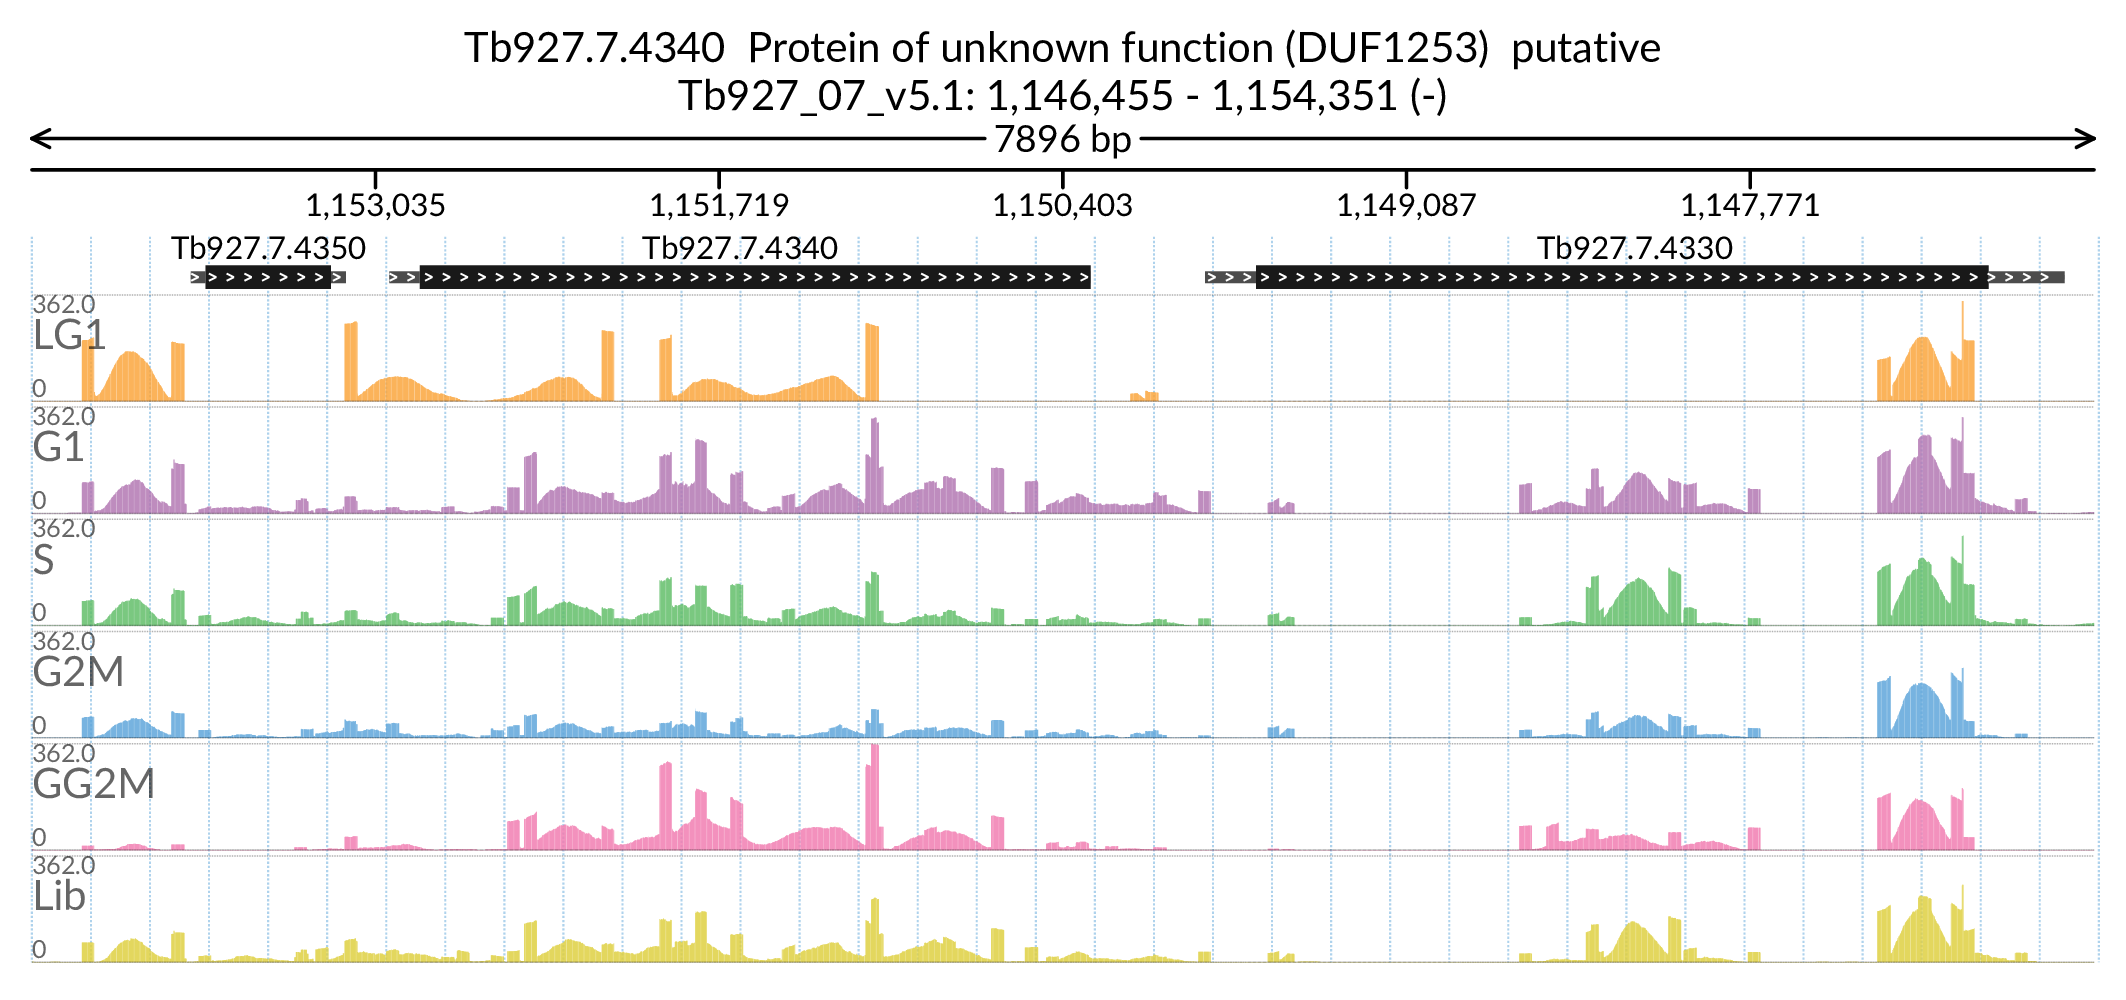 Tb927.7.4340  Protein of unknown function (DUF1253)  putative
Tb927_07_v5.1: 1,146,455 - 1,154,351 (-)
7896 bp
1,153,035 1,151,719 1,150,403 1,149,087 1,147,771
Tb927.7.4350 Tb927.7.4340 Tb927.7.4330
362.0
LG1
0
362.0
G1
0
362.0
S
0
362.0
G2M
0
362.0
GG2M
0
362.0
Lib
0